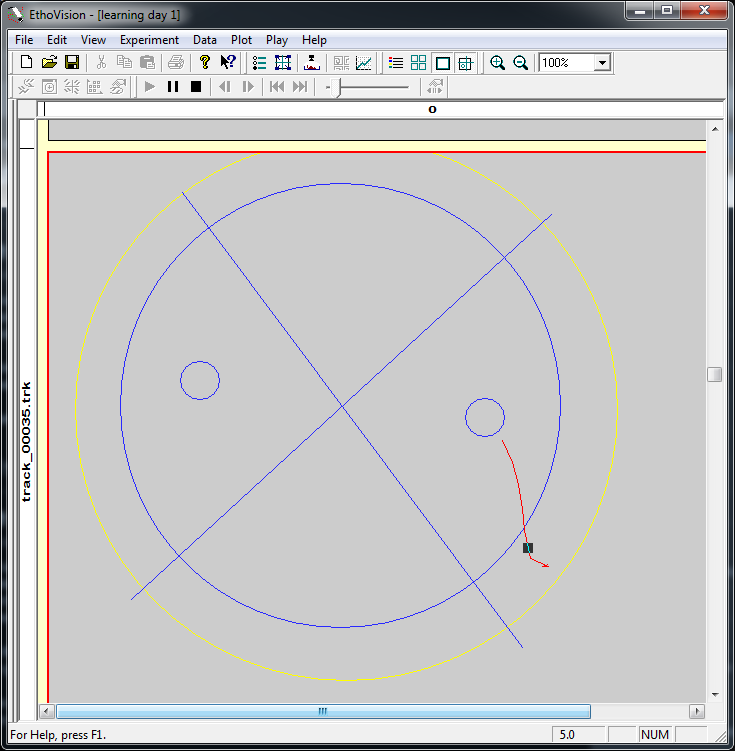 EthoVision - [learning day 1]
File Edit View Experiment Data Plot Play Help
100%
0
track_00035.trk
For Help, press F1.
5.0
NUM